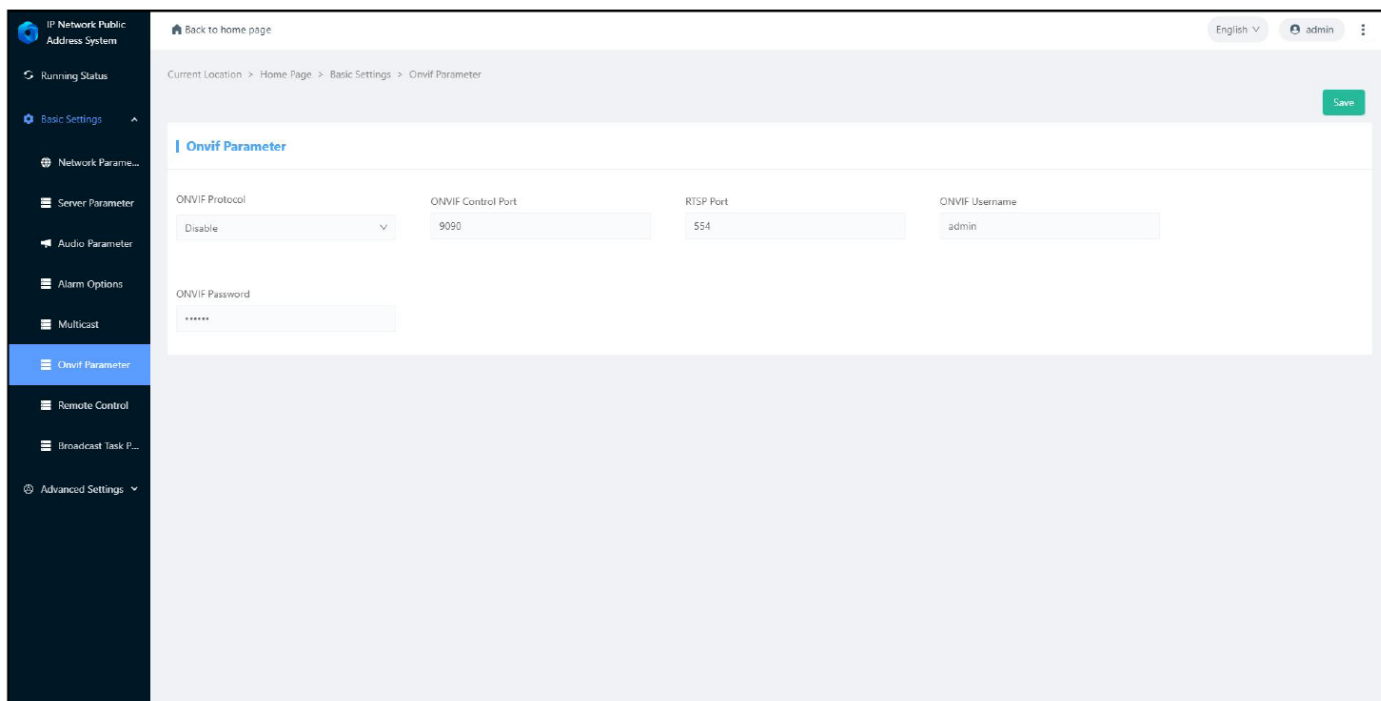 IP Network Public
Address System
Back to home page
English
admin
Running Status
Current Location > Home Page > Basic Settings > Onvif Parameter
Save
Basic Settings
Onvif Parameter
Network Parame...
Server Parameter
ONVIF Protocol
ONVIF Control Port
RTSP Port
ONVIF Username
Disable
9090
554
admin
Audio Parameter
Alarm Options
ONVIF Password
••••••
Multicast
Onvif Parameter
Remote Control
Broadcast Task P...
Advanced Settings